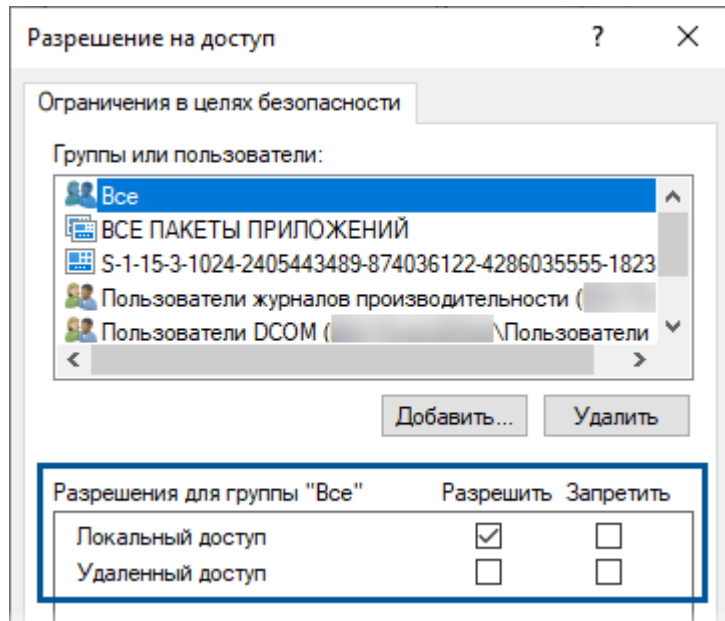 Разрешение на доступ ?
Ограничения в целях безопасности
Группы или пользователи:
Все
ВСЕ ПАКЕТЫ ПРИЛОЖЕНИЙ
S-1-15-3-1024-2405443489-874036122-4286035555-1823
Пользователи журналов производительности (
Пользователи DCOM ( \Пользователи
Добавить... Удалить
Разрешения для группы "Все" Разрешить Запретить
Локальный доступ
Удаленный доступ